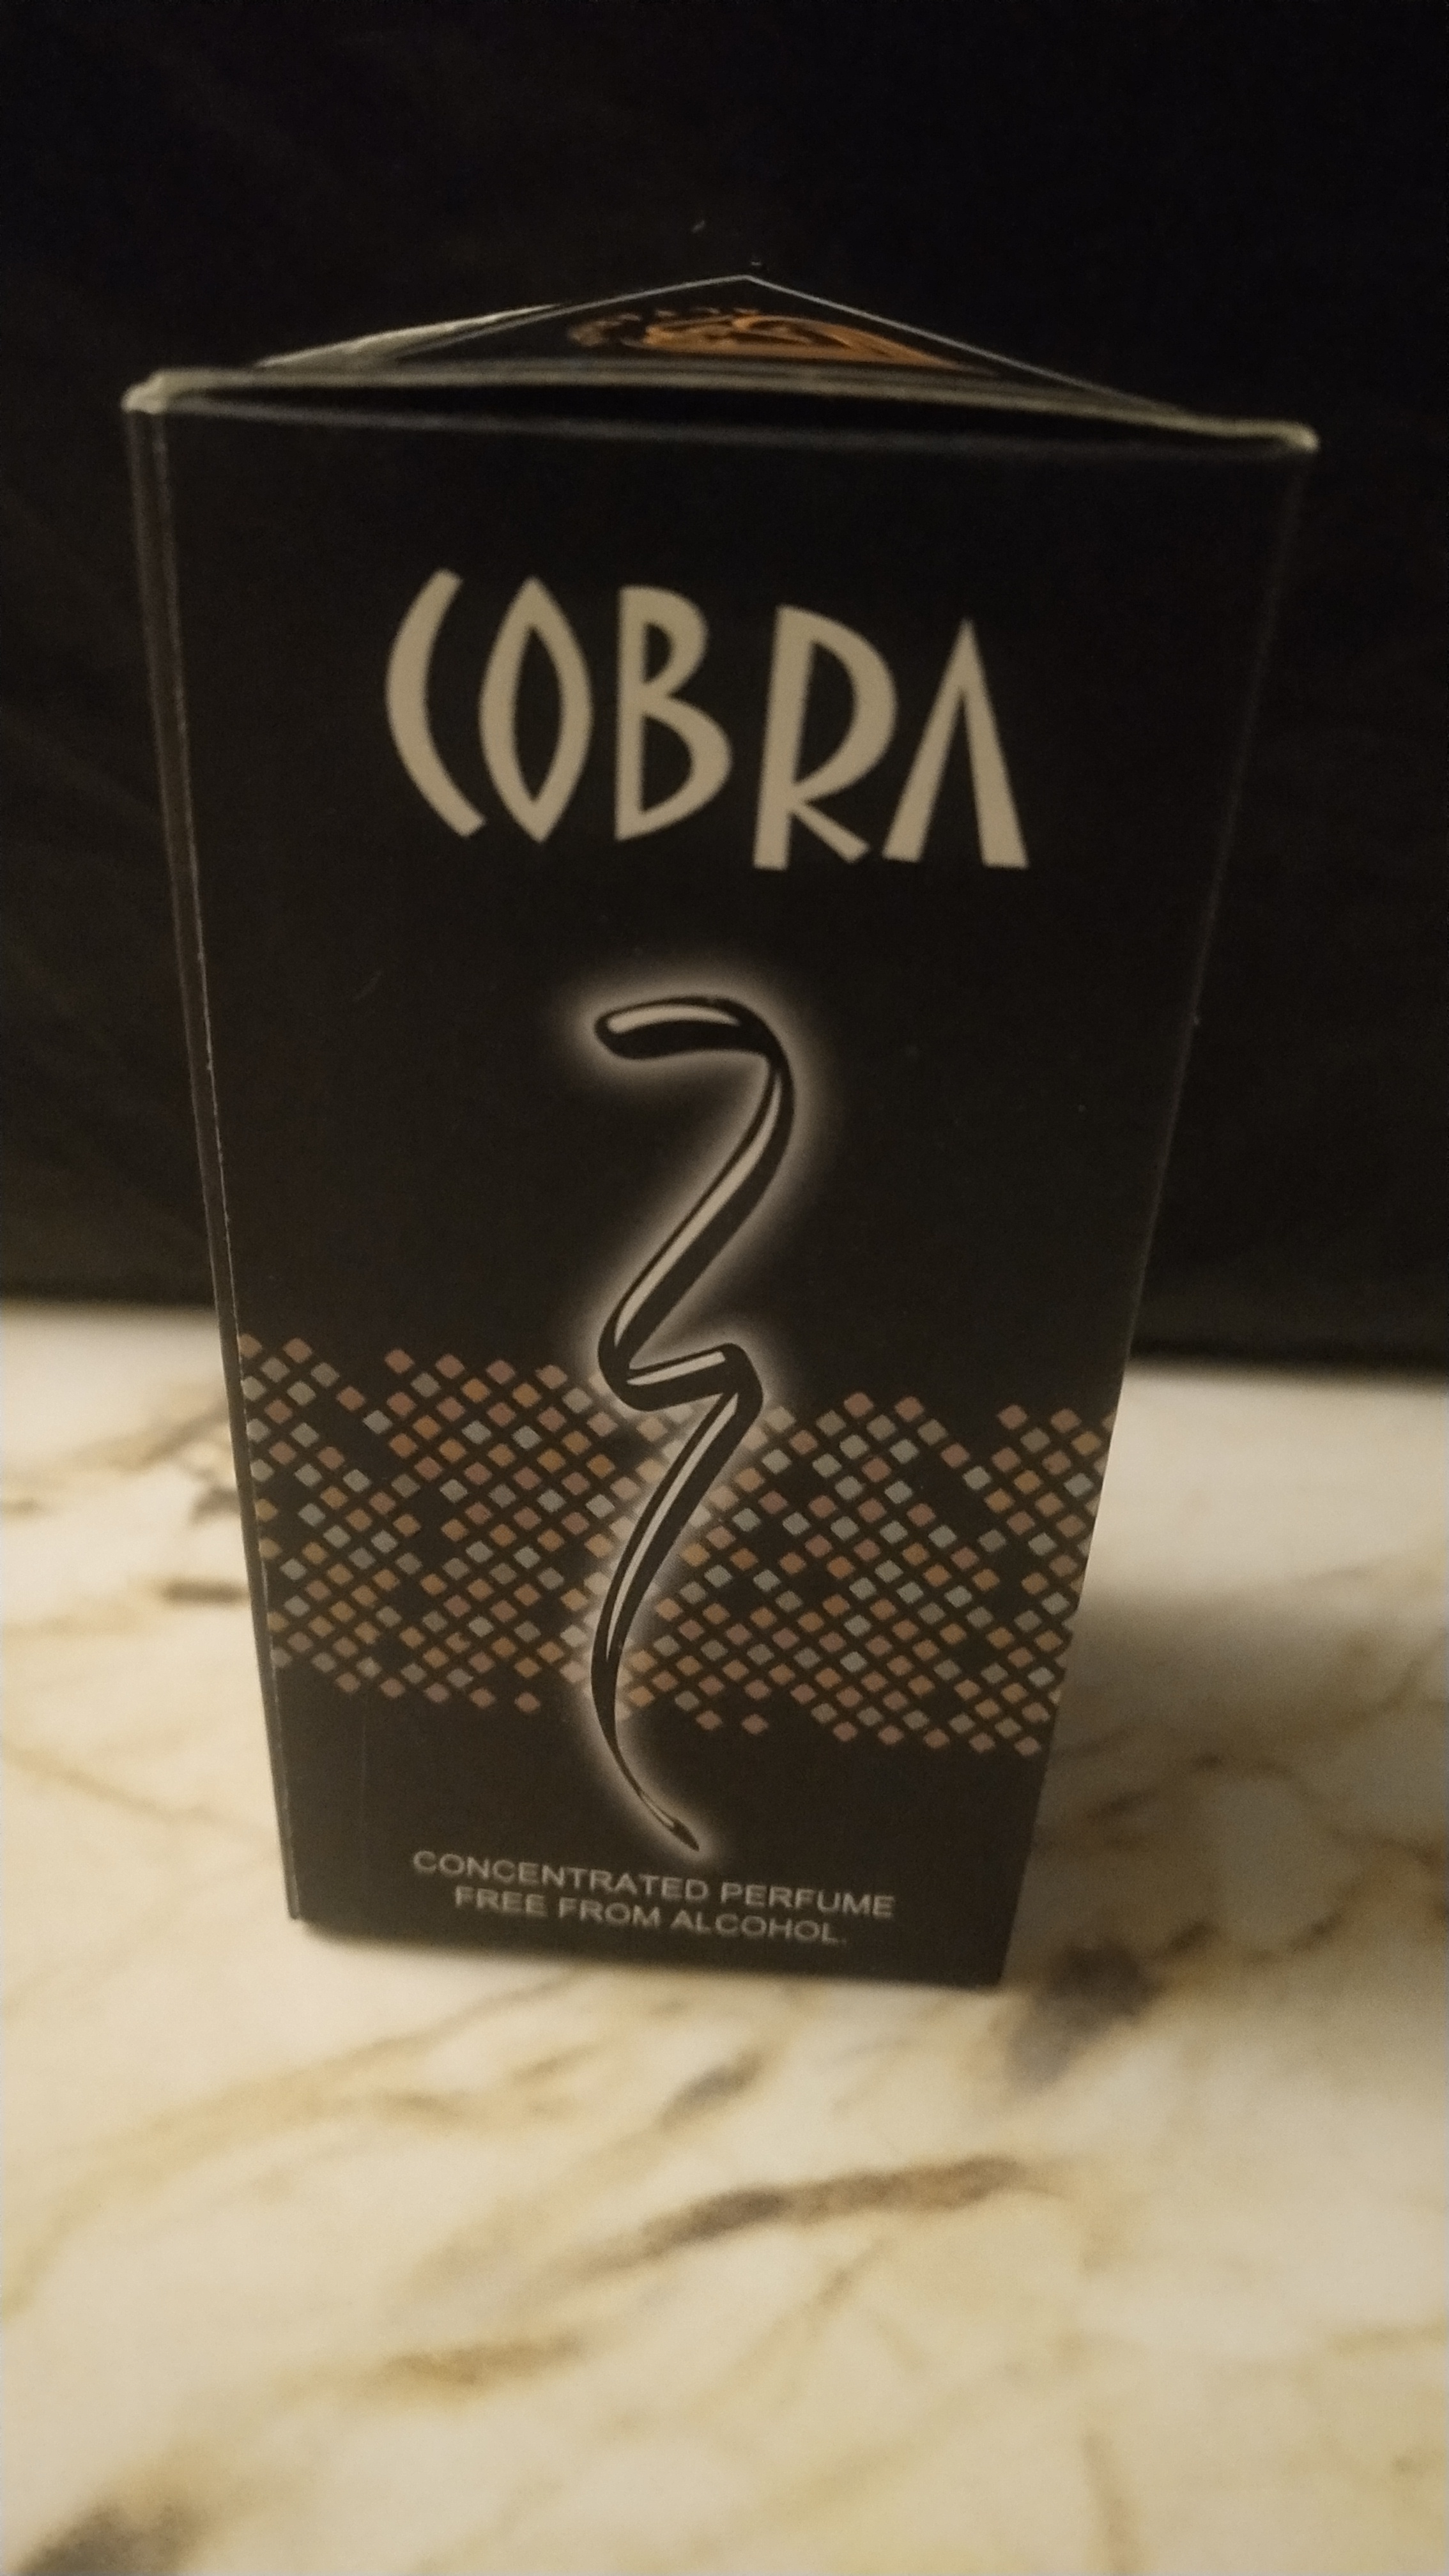 COBRA
CONCENTRATED PERFUME
FREE FROM ALCOHOL.